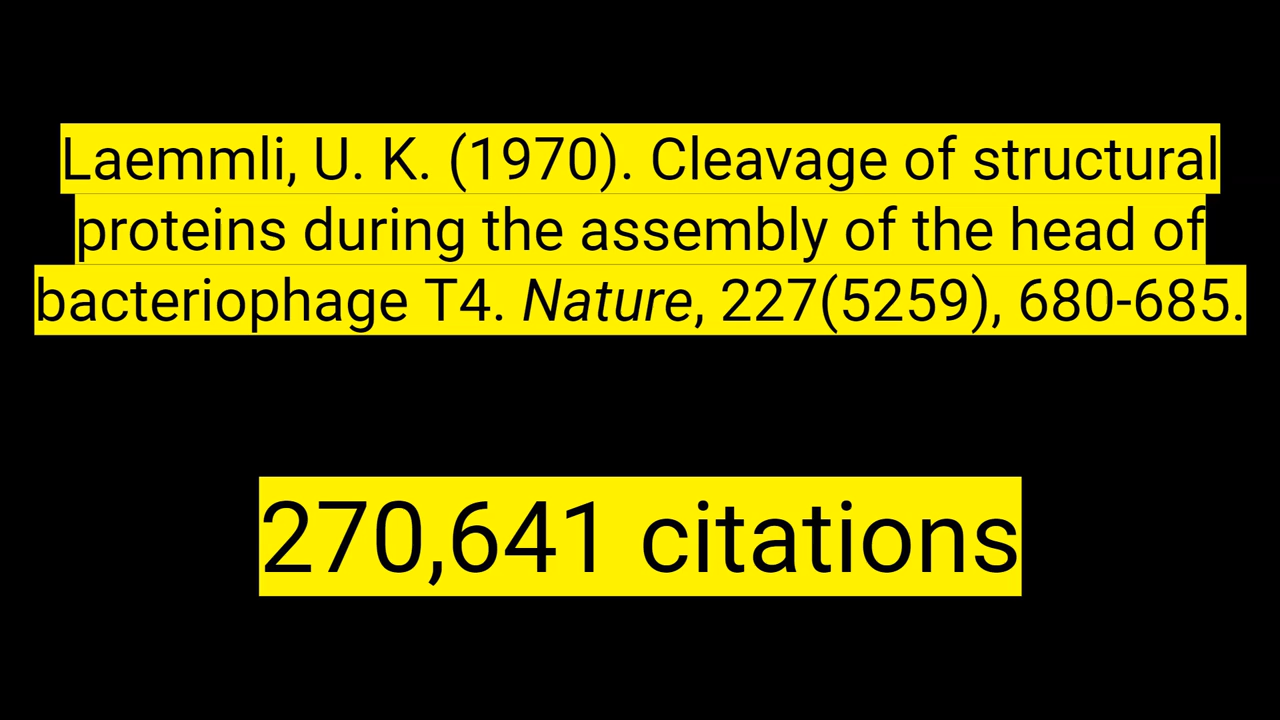 Laemmli, U. K. (1970). Cleavage of structural
proteins during the assembly of the head of
bacteriophage T4. Nature, 227(5259), 680-685.
270,641 citations